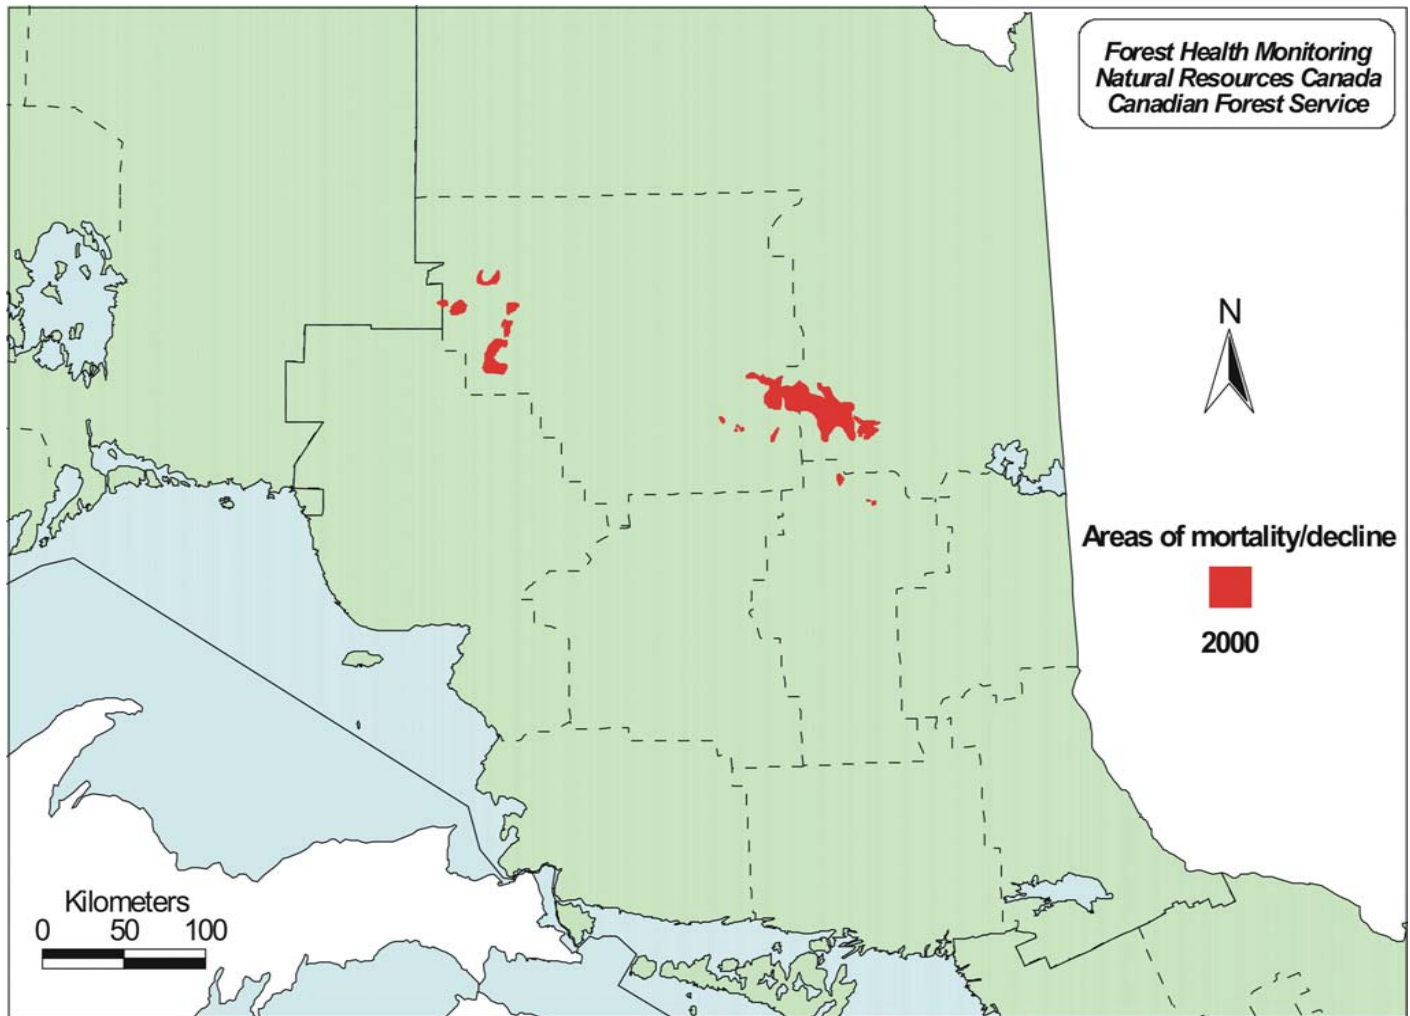 Forest Health Monitoring
Natural Resources Canada
Canadian Forest Service
N
Areas of mortality/decline
2000
Kilometers
0 50 100